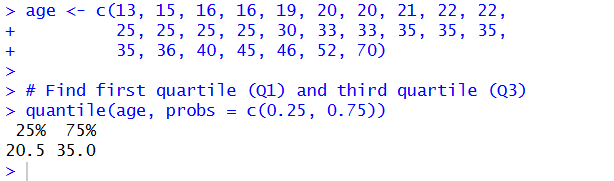 > age <- c(13, 15, 16, 16, 19, 20, 20, 21, 22, 22,
+          25, 25, 25, 25, 30, 33, 33, 35, 35, 35,
+          35, 36, 40, 45, 46, 52, 70)
>
> # Find first quartile (Q1) and third quartile (Q3)
> quantile(age, probs = c(0.25, 0.75))
 25%  75%
20.5 35.0
>